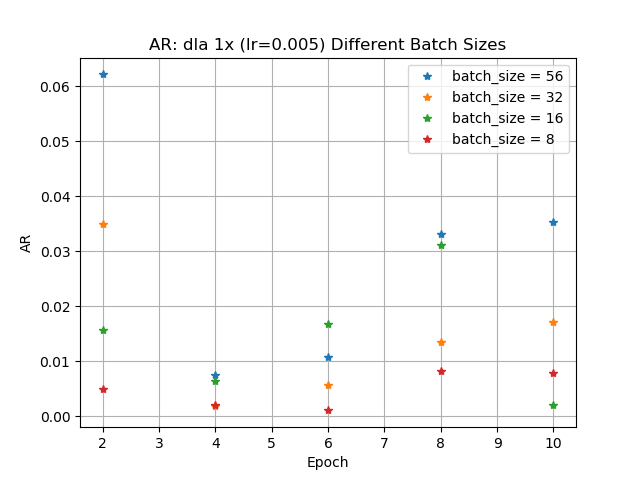 AR: dla 1x (lr=0.005) Different Batch Sizes
batch_size = 56
batch_size = 32
batch_size = 16
batch_size = 8
0.06
0.05
0.04
0.03
0.02
0.01
0.00
AR
2 3 4 5 6 7 8 9 10
Epoch